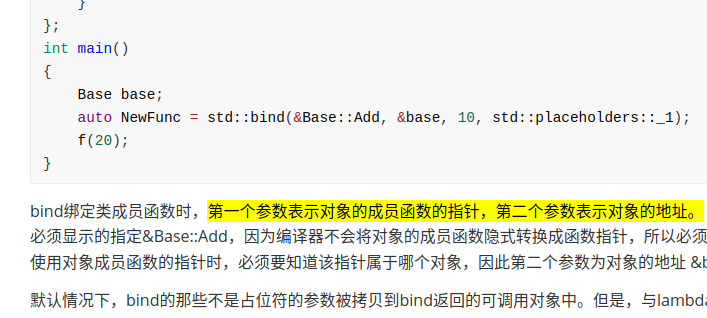 }
};
int main()
{
Base base;
auto NewFunc = std::bind(&Base::Add, &base, 10, std::placeholders::_1);
f(20);
}
bind绑定类成员函数时，第一个参数表示对象的成员函数的指针，第二个参数表示对象的地址。
必须显示的指定&Base::Add，因为编译器不会将对象的成员函数隐式转换成函数指针，所以必须
使用对象成员函数的指针时，必须要知道该指针属于哪个对象，因此第二个参数为对象的地址 &b
默认情况下，bind的那些不是占位符的参数被拷贝到bind返回的可调用对象中。但是，与lambda